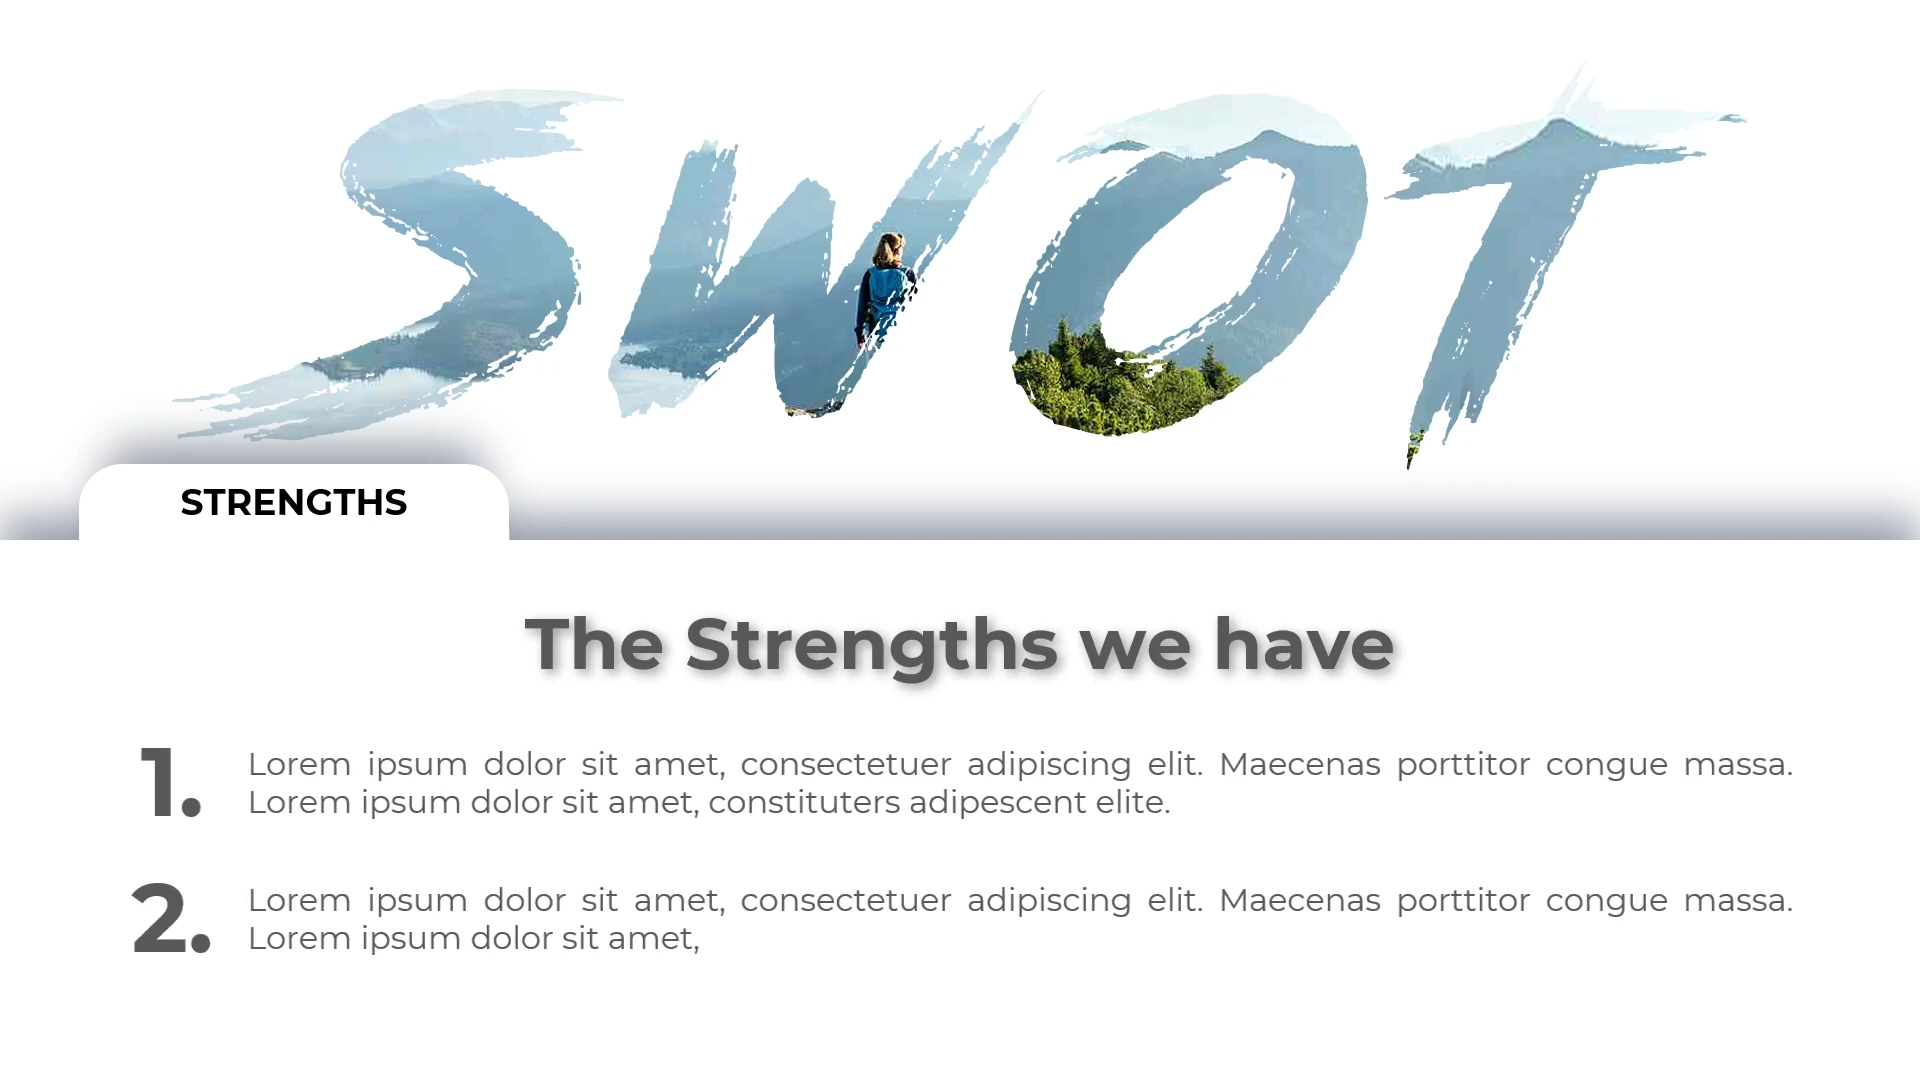 SWOT
STRENGTHS
The Strengths we have
1. Lorem ipsum dolor sit amet, consectetuer adipiscing elit. Maecenas porttitor congue massa.
Lorem ipsum dolor sit amet, constituters adipescent elite.
2. Lorem ipsum dolor sit amet, consectetuer adipiscing elit. Maecenas porttitor congue massa.
Lorem ipsum dolor sit amet,